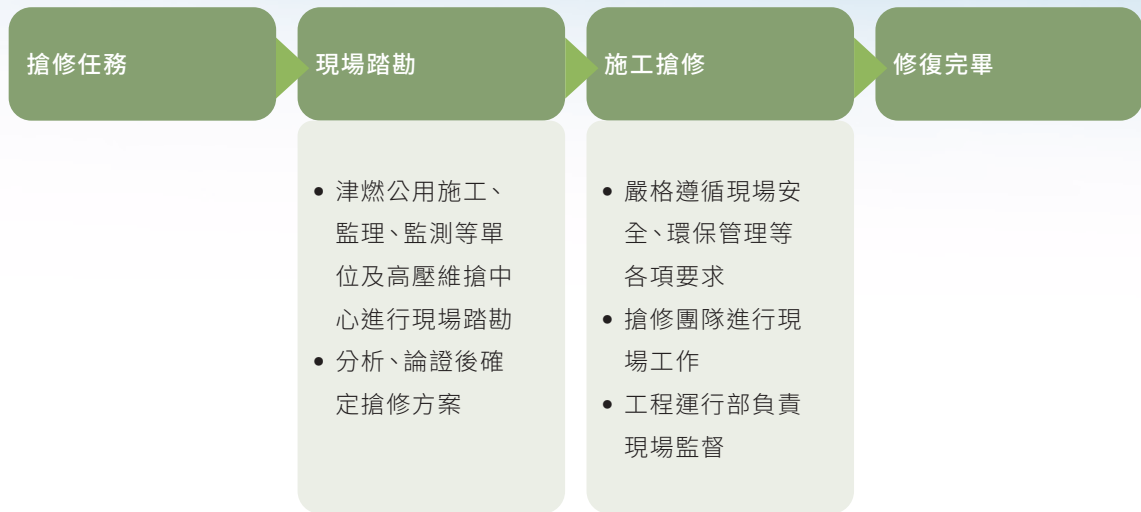 搶修任務
現場踏勘
施工搶修
修復完畢
• 津燃公用施工、
監理、監測等單
位及高壓維搶中
心進行現場踏勘
• 分析、論證後確
定搶修方案
• 嚴格遵循現場安
全、環保管理等
各項要求
• 搶修團隊進行現
場工作
• 工程運行部負責
現場監督